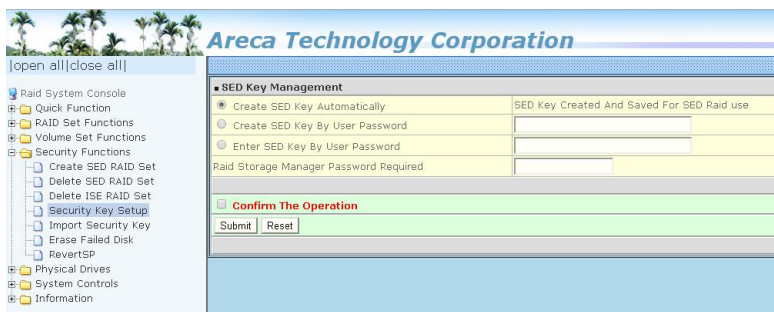 Areca Technology Corporation
|open all|close all|
Raid System Console
Quick Function
RAID Set Functions
Volume Set Functions
Security Functions
Create SED RAID Set
Delete SED RAID Set
Delete ISE RAID Set
Security Key Setup
Import Security Key
Erase Failed Disk
RevertSP
Physical Drives
System Controls
Information
SED Key Management
Create SED Key Automatically SED Key Created And Saved For SED Raid use
Create SED Key By User Password
Enter SED Key By User Password
Raid Storage Manager Password Required
Confirm The Operation
Submit Reset